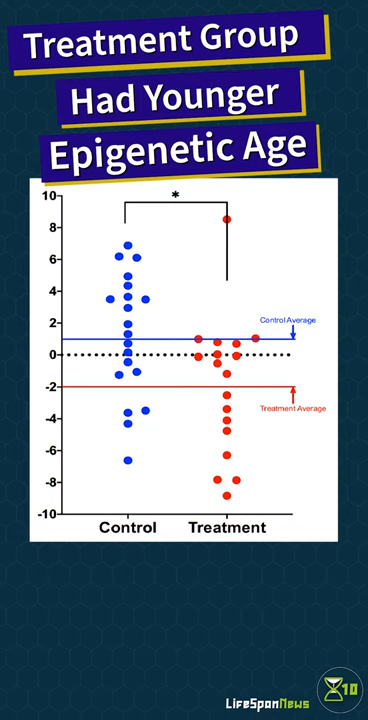 Treatment Group
Had Younger
Epigenetic Age
*
10
8
6
4
2
0
-2
-4
-6
-8
-10
Control Average
Treatment Average
Control Treatment
10
LifeSpanNews